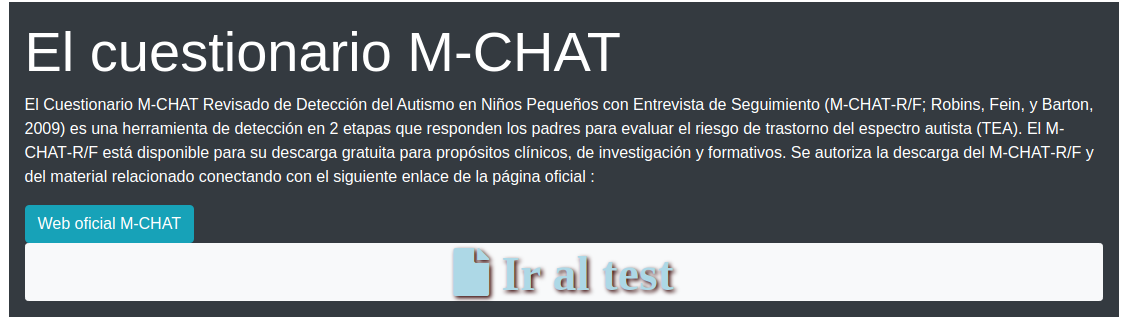 El cuestionario M-CHAT
El Cuestionario M-CHAT Revisado de Detección del Autismo en Niños Pequeños con Entrevista de Seguimiento (M-CHAT-R/F; Robins, Fein, y Barton,
2009) es una herramienta de detección en 2 etapas que responden los padres para evaluar el riesgo de trastorno del espectro autista (TEA). El M-
CHAT-R/F está disponible para su descarga gratuita para propósitos clínicos, de investigación y formativos. Se autoriza la descarga del M-CHAT-R/F y
del material relacionado conectando con el siguiente enlace de la página oficial :
Web oficial M-CHAT
Ir al test